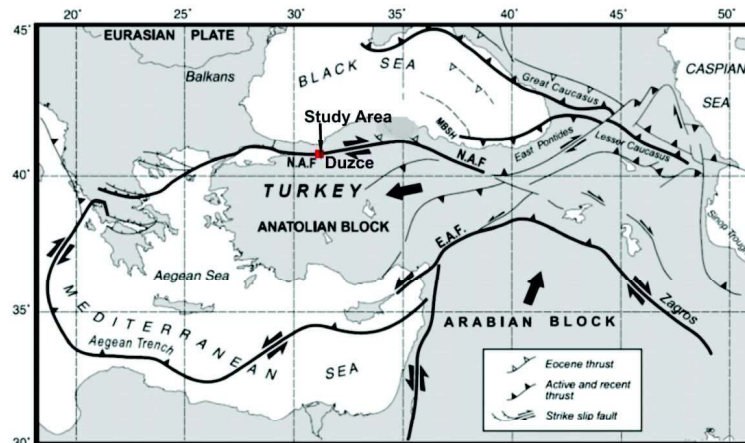 20 25 30 35 40 45 50
EURASIAN PLATE
Balkans
BLACK SEA
CASPIAN
SEA
Great Caucasus
45
40
35
Study Area
MBSH
N.A.F
Duzce
N.A.F
East Pontides
Lesser Caucasus
TURKEY
ANATOLIAN BLOCK
E.A.F.
Aegean Sea
Zagros
MEDITERRANEAN
SEA
Aegean Trench
ARABIAN BLOCK
Eocene thrust
Active and recent
thrust
Strike slip fault